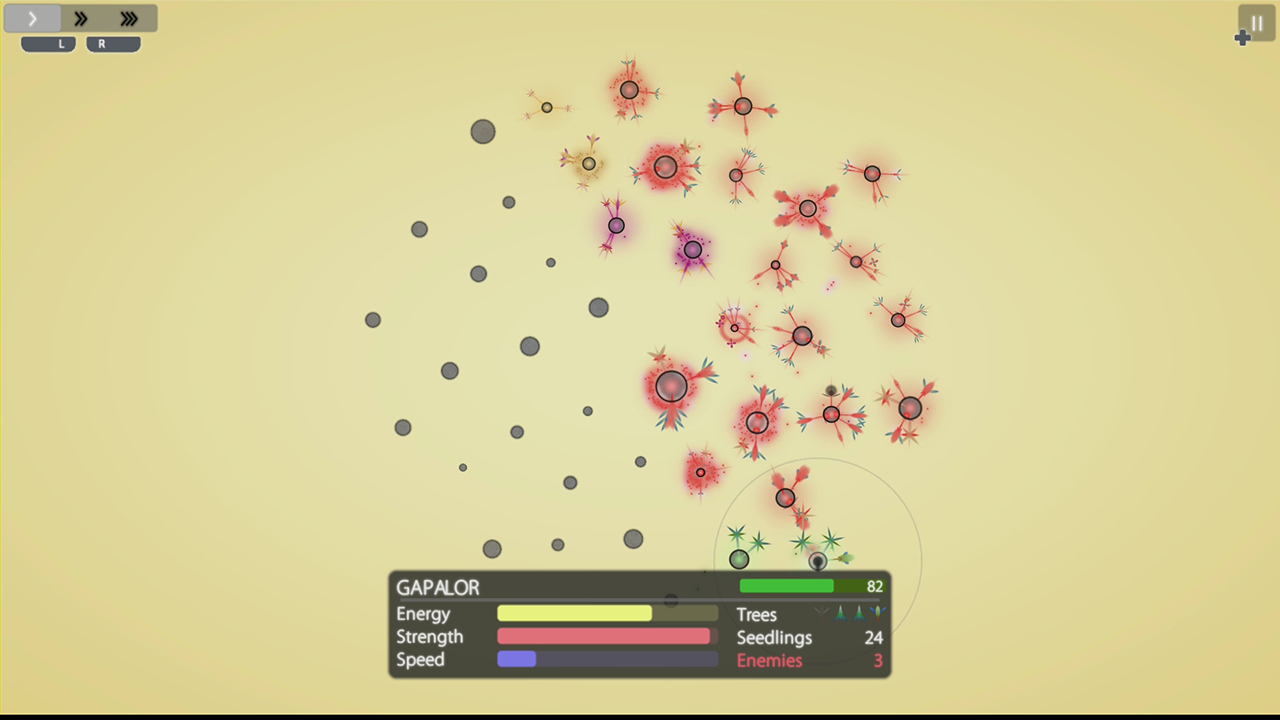 L R
GAPALOR 82
Energy Trees
Strength Seedlings 24
Speed Enemies 3